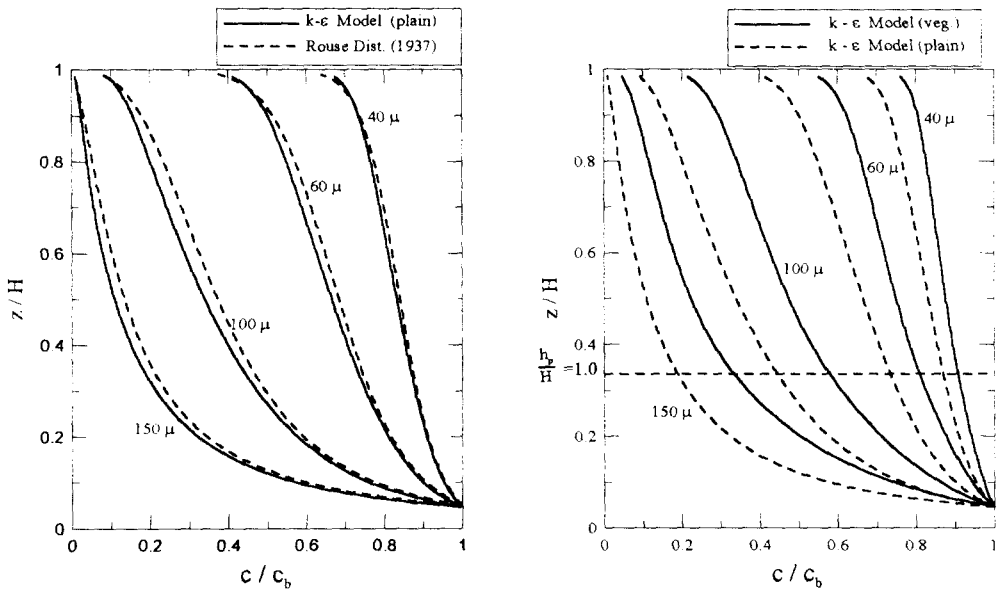 k-ε Model (plain)
Rouse Dist. (1937)
1
0.8
0.6
0.4
0.2
0
z / H
40 μ
60 μ
100 μ
150 μ
0 0.2 0.4 0.6 0.8 1
c / c_b
k - ε Model (veg.)
k - ε Model (plain)
1
0.8
0.6
0.4
0.2
0
z / H
h_p
H =1.0
40 μ
60 μ
100 μ
150 μ
0 0.2 0.4 0.6 0.8 1
c / c_b